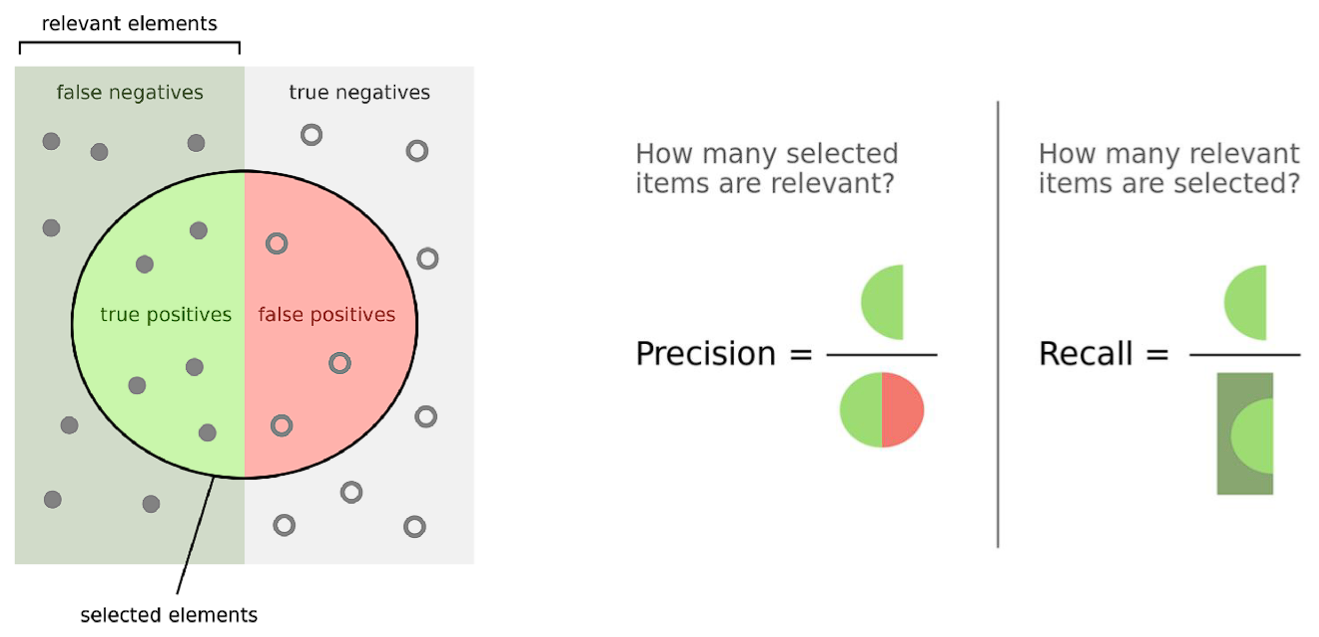 relevant elements
false negatives
true negatives
true positives
false positives
selected elements
How many selected
items are relevant?
Precision =
How many relevant
items are selected?
Recall =